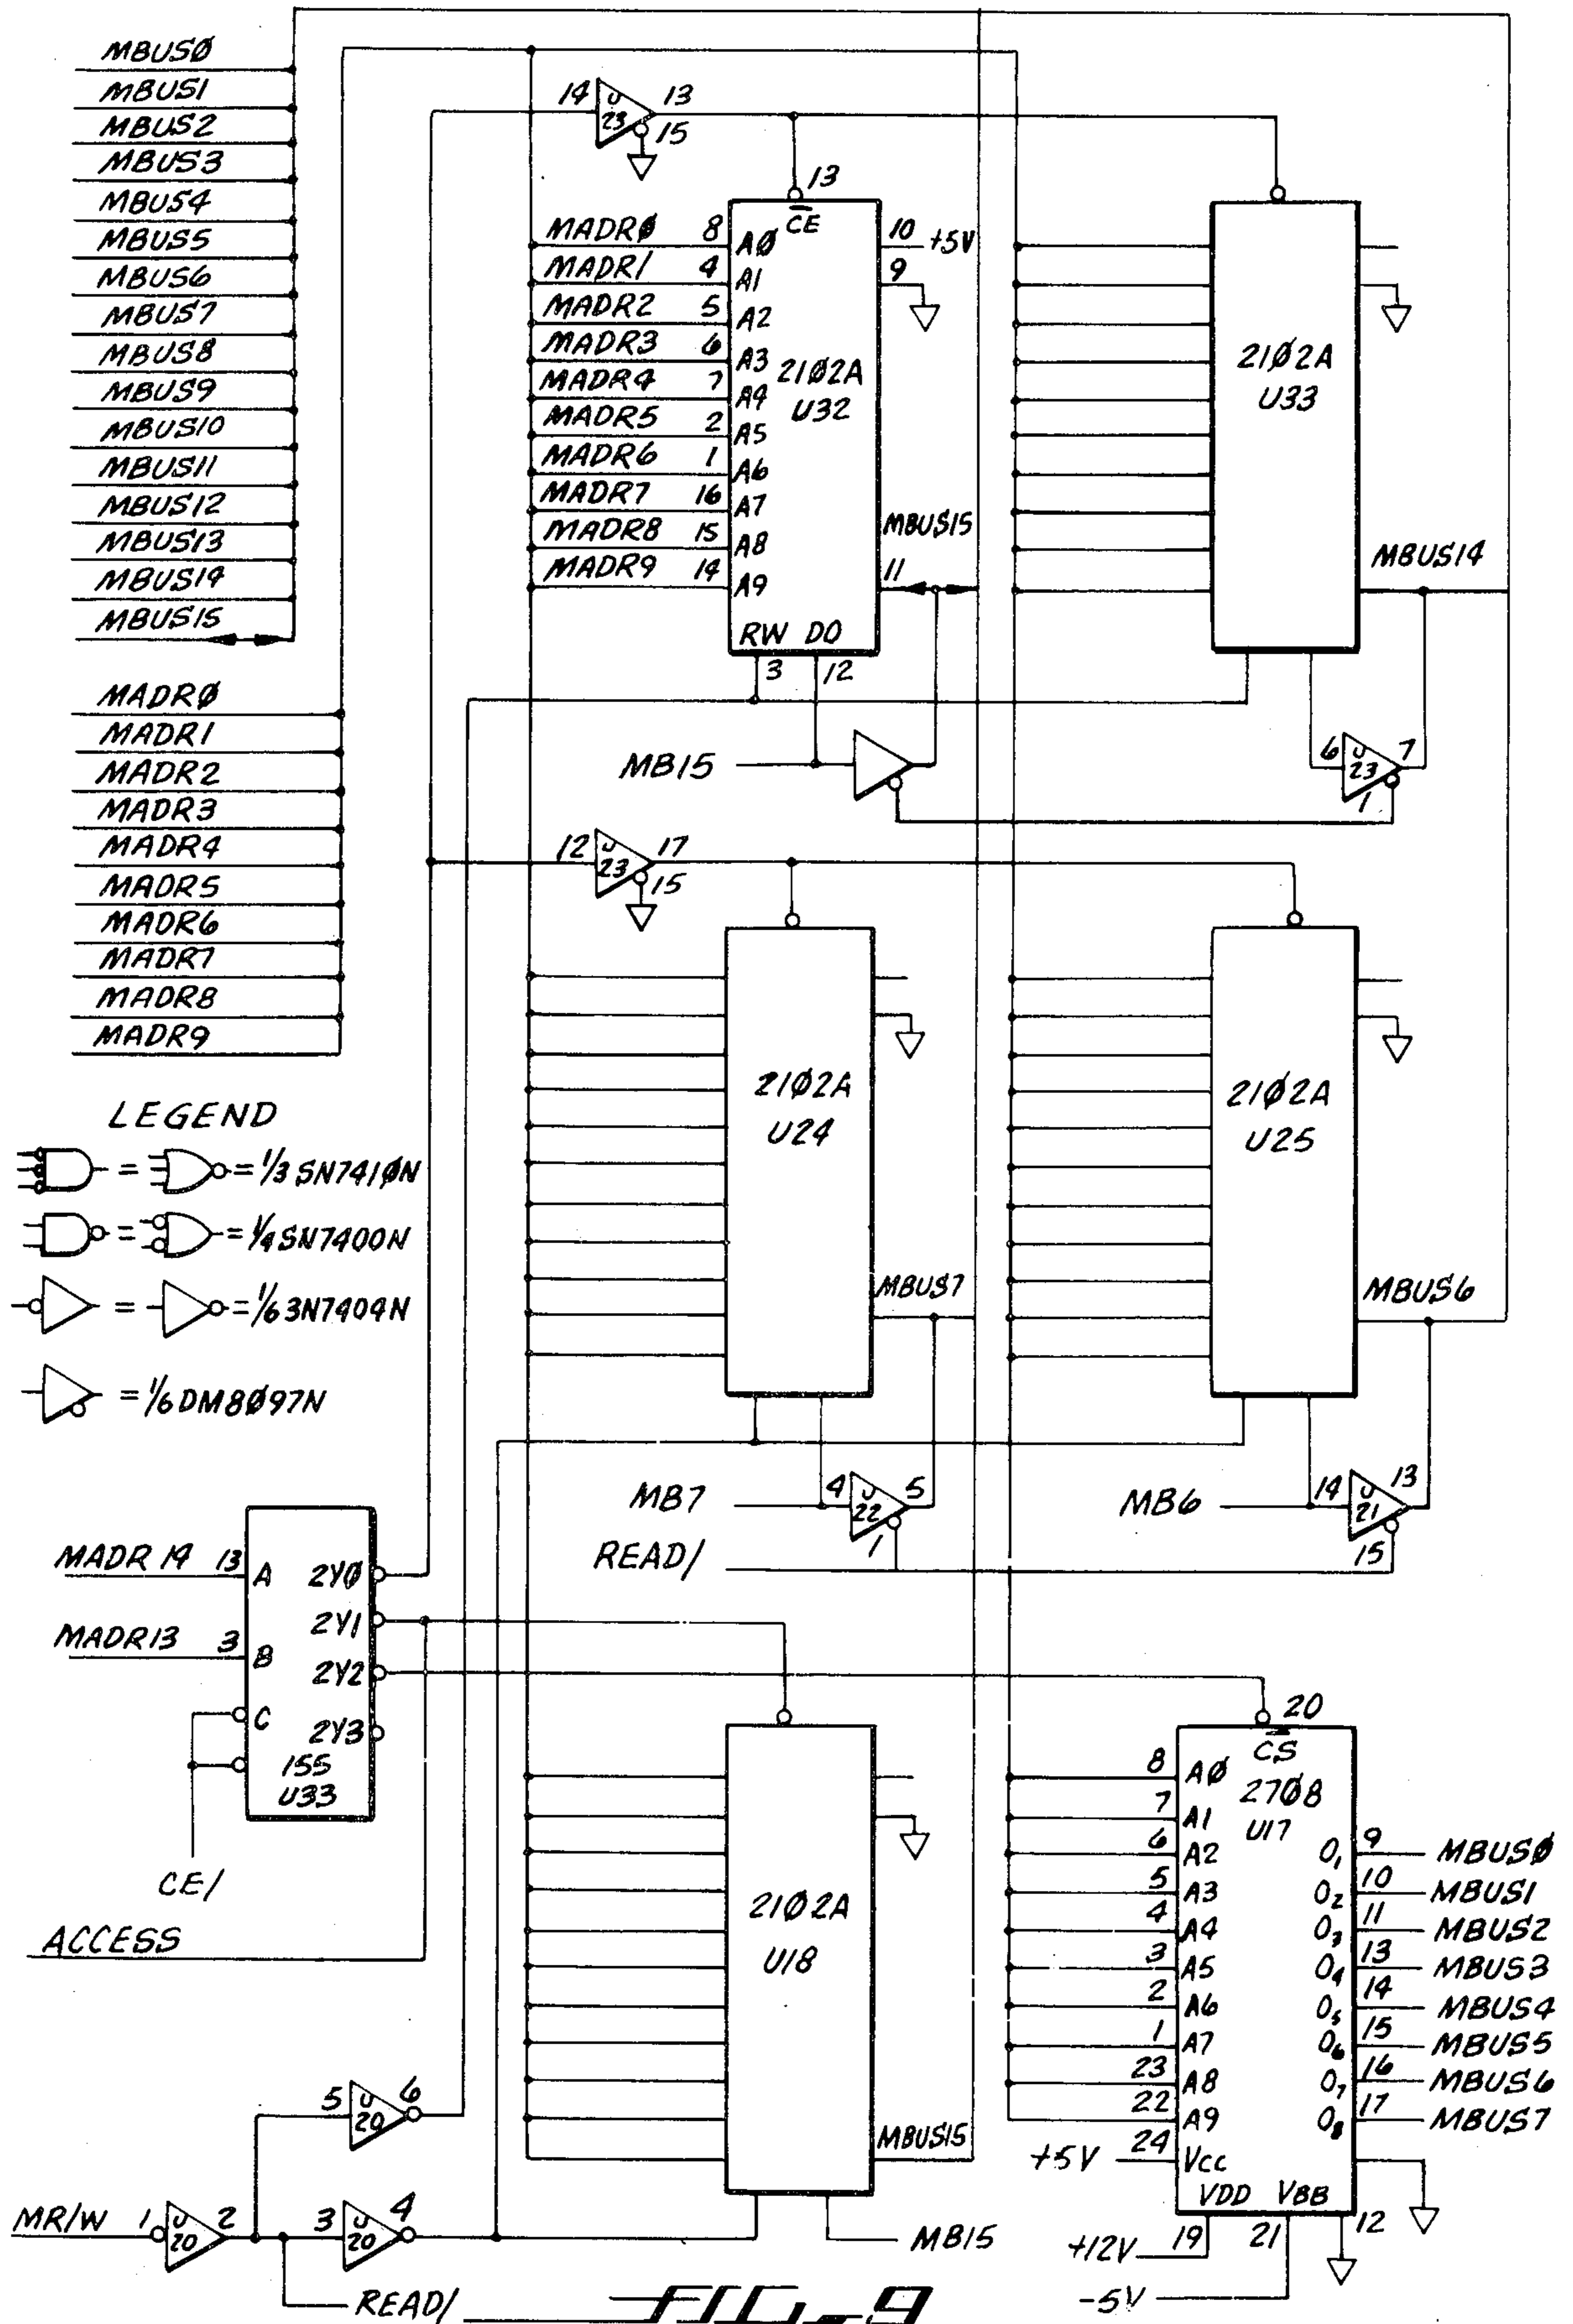 MBUSØ
MBUS1
MBUS2
MBUS3
MBUS4
MBUS5
MBUS6
MBUS7
MBUS8
MBUS9
MBUS10
MBUS11
MBUS12
MBUS13
MBUS14
MBUS15
MADRØ
MADR1
MADR2
MADR3
MADR4
MADR5
MADR6
MADR7
MADR8
MADR9
14 U 23 13
15
13
CE
MADRØ 8 AØ
MADR1 4 A1
MADR2 5 A2
MADR3 6 A3
MADR4 7 A4
MADR5 2 A5
MADR6 1 A6
MADR7 16 A7
MADR8 15 A8
MADR9 14 A9
10 +5V
9
21Ø2A
U32
MBUS15
11
RW DO
3 12
MB15
21Ø2A
U33
MBUS14
6 U 23 7
1
12 U 23 17
15
21Ø2A
U24
MBUS7
MB7 4 U 22 5
READ/ 1
21Ø2A
U25
MBUS6
MB6 14 U 21 13
15
LEGEND
= = 1/3 SN741ØN
= = 1/4 SN7400N
= = 1/6 3N7404N
= 1/6 DM8Ø97N
MADR 14 13 A 2YØ
2Y1
MADR13 3 B
2Y2
C 2Y3
155
U33
CE/
ACCESS
5 U 20 6
MR/W 1 U 20 2 3 U 20 4
READ/
21Ø2A
U18
MBUS15
MB15
20
CS
27Ø8
U17
8 AØ
7 A1
6 A2
5 A3
4 A4
3 A5
2 A6
1 A7
23 A8
22 A9
+5V 24 VCC
VDD VBB
+12V 19 21 12
-5V
O1 9 MBUSØ
O2 10 MBUS1
O3 11 MBUS2
O4 13 MBUS3
O5 14 MBUS4
O6 15 MBUS5
O7 16 MBUS6
O8 17 MBUS7
FIG_9